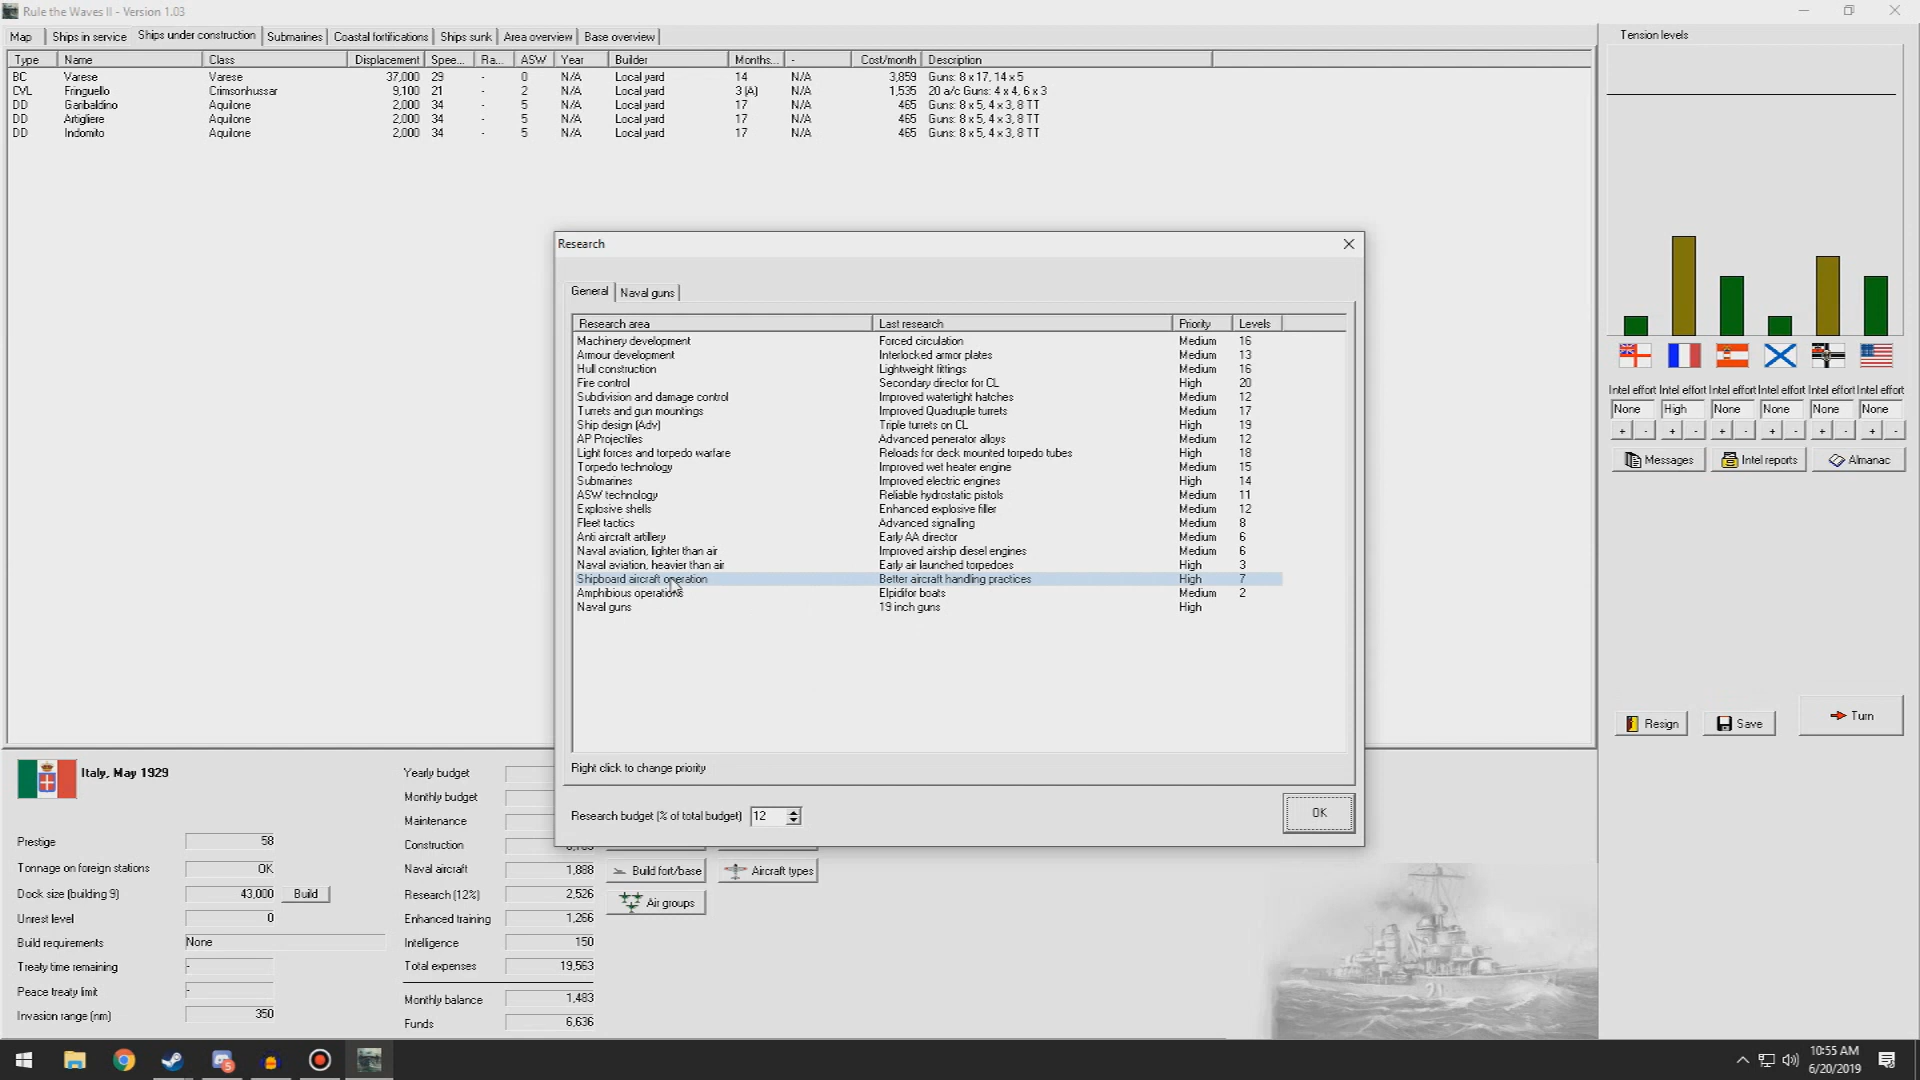 Rule the Waves II - Version 1.03
Map Ships in service Ships under construction Submarines Coastal fortifications Ships sunk Area overview Base overview
Type Name Class Displacement Spee... Ra... ASW Year Builder Months... - Cost/month Description
BC Varese Varese 37,000 29 - 0 N/A Local yard 14 N/A 3,859 Guns: 8 x 17, 14 x 5
CVL Fringuello Crimsonhussar 9,100 21 - 2 N/A Local yard 3 (A) N/A 1,535 20 a/c Guns: 4 x 4, 6 x 3
DD Garibaldino Aquilone 2,000 34 - 5 N/A Local yard 17 N/A 465 Guns: 8 x 5, 4 x 3, 8 TT
DD Artigliere Aquilone 2,000 34 - 5 N/A Local yard 17 N/A 465 Guns: 8 x 5, 4 x 3, 8 TT
DD Indomito Aquilone 2,000 34 - 5 N/A Local yard 17 N/A 465 Guns: 8 x 5, 4 x 3, 8 TT
Research
General Naval guns
Research area Last research Priority Levels
Machinery development Forced circulation Medium 16
Armour development Interlocked armor plates Medium 13
Hull construction Lightweight fittings Medium 16
Fire control Secondary director for CL High 20
Subdivision and damage control Improved watertight hatches Medium 12
Turrets and gun mountings Improved Quadruple turrets Medium 17
Ship design (Adv) Triple turrets on CL High 19
AP Projectiles Advanced penerator alloys Medium 12
Light forces and torpedo warfare Reloads for deck mounted torpedo tubes High 18
Torpedo technology Improved wet heater engine Medium 15
Submarines Improved electric engines High 14
ASW technology Reliable hydrostatic pistols Medium 11
Explosive shells Enhanced explosive filler Medium 12
Fleet tactics Advanced signalling Medium 8
Anti aircraft artillery Early AA director Medium 6
Naval aviation, lighter than air Improved airship diesel engines Medium 6
Naval aviation, heavier than air Early air launched torpedoes Medium 3
Shipboard aircraft operation Better aircraft handling practices High 7
Amphibious operations Elpidifor boats Medium 2
Naval guns 19 inch guns High
Right click to change priority
Research budget (% of total budget) 12
OK
Tension levels
Intel effort Intel effort Intel effort Intel effort Intel effort Intel effort
None High None None None None
+ - + - + - + - + - + -
Messages Intel reports Almanac
Resign Save Turn
Italy, May 1929
Prestige 58
Tonnage on foreign stations OK
Dock size (building 9) 43,000 Build
Unrest level 0
Build requirements None
Treaty time remaining -
Peace treaty limit -
Invasion range (nm) 350
Yearly budget
Monthly budget
Maintenance
Construction
Naval aircraft 1,888
Research (12%) 2,526
Enhanced training 1,266
Intelligence 150
Total expenses 19,563
Monthly balance 1,483
Funds 6,636
Build fort/base Aircraft types
Air groups
5
10:55 AM
6/20/2019